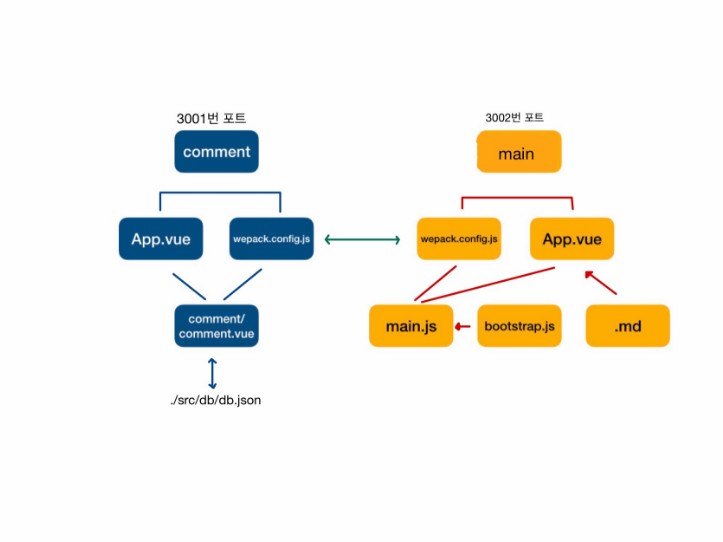 3001번 포트
3002번 포트
comment
main
App.vue
wepack.config.js
wepack.config.js
App.vue
comment/
comment.vue
main.js
bootstrap.js
.md
./src/db/db.json